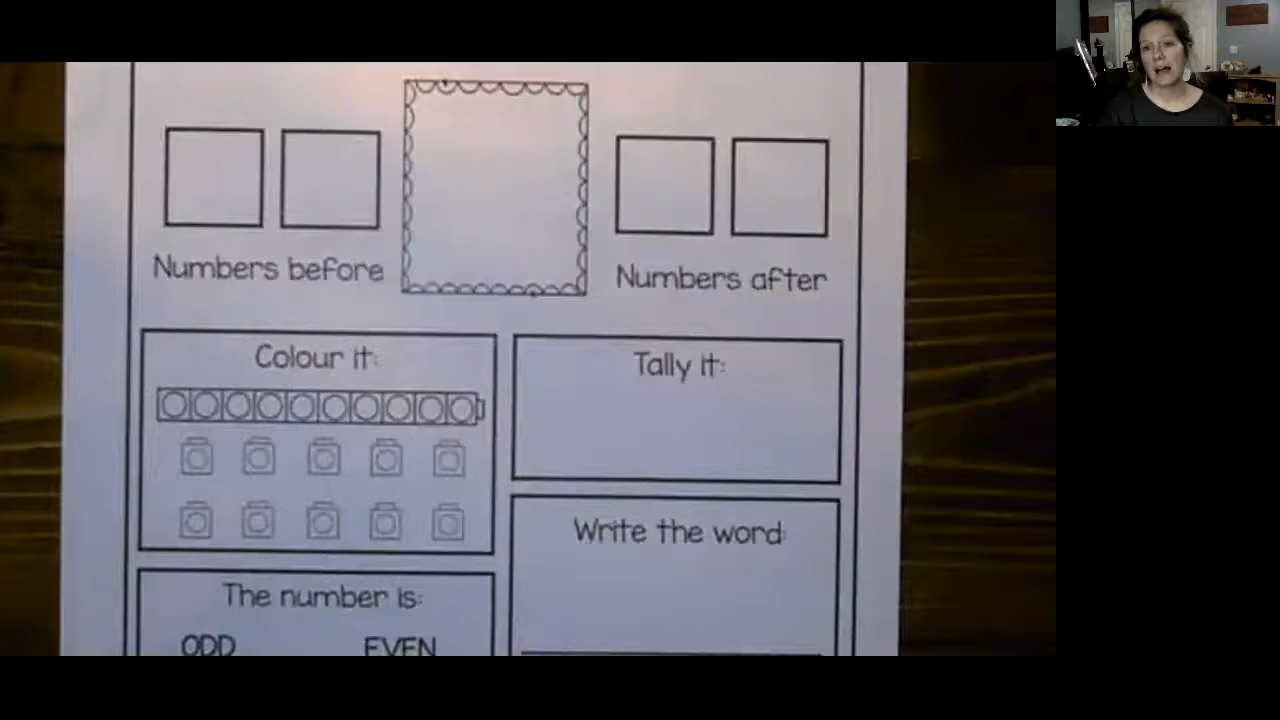 Numbers before
Numbers after
Colour it:
Tally it:
Write the word:
The number is:
ODD EVEN